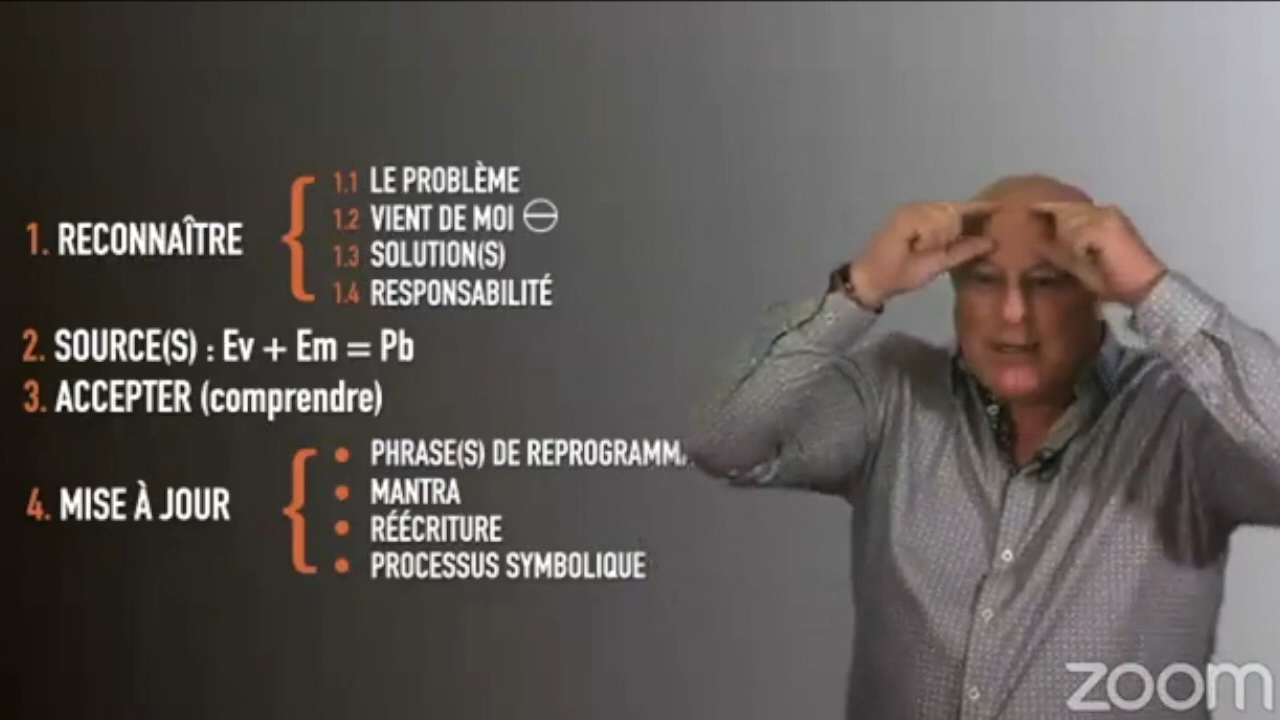 1. RECONNAÎTRE
1.1 LE PROBLÈME
1.2 VIENT DE MOI
1.3 SOLUTION(S)
1.4 RESPONSABILITÉ
2. SOURCE(S) : Ev + Em = Pb
3. ACCEPTER (comprendre)
4. MISE À JOUR
• PHRASE(S) DE REPROGRAMM
• MANTRA
• RÉÉCRITURE
• PROCESSUS SYMBOLIQUE
zoom